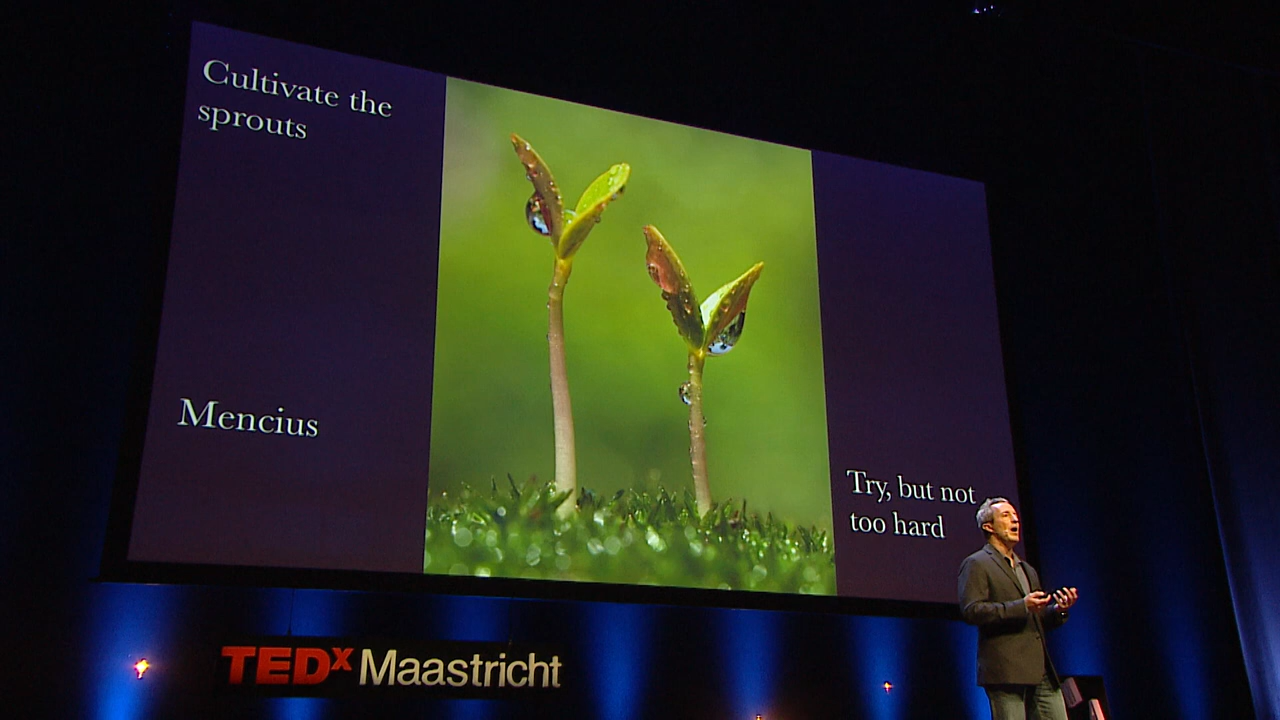 Cultivate the
sprouts
Mencius
Try, but not
too hard
TEDx Maastricht